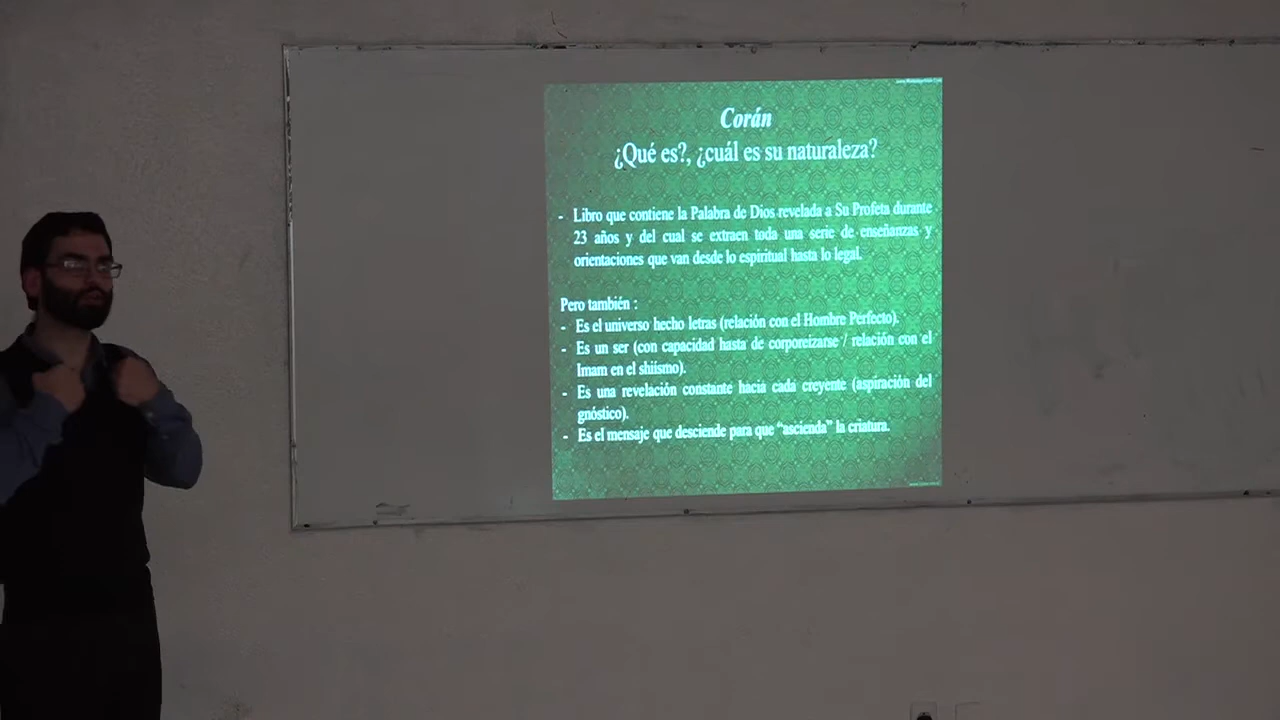 Corán
¿Qué es?, ¿cuál es su naturaleza?
- Libro que contiene la Palabra de Dios revelada a Su Profeta durante
23 años y del cual se extraen toda una serie de enseñanzas y
orientaciones que van desde lo espiritual hasta lo legal.
Pero también :
- Es el universo hecho letras (relación con el Hombre Perfecto).
- Es un ser (con capacidad hasta de corporeizarse / relación con el
Imam en el shiismo).
- Es una revelación constante hacia cada creyente (aspiración del
gnóstico).
- Es el mensaje que desciende para que “ascienda” la criatura.